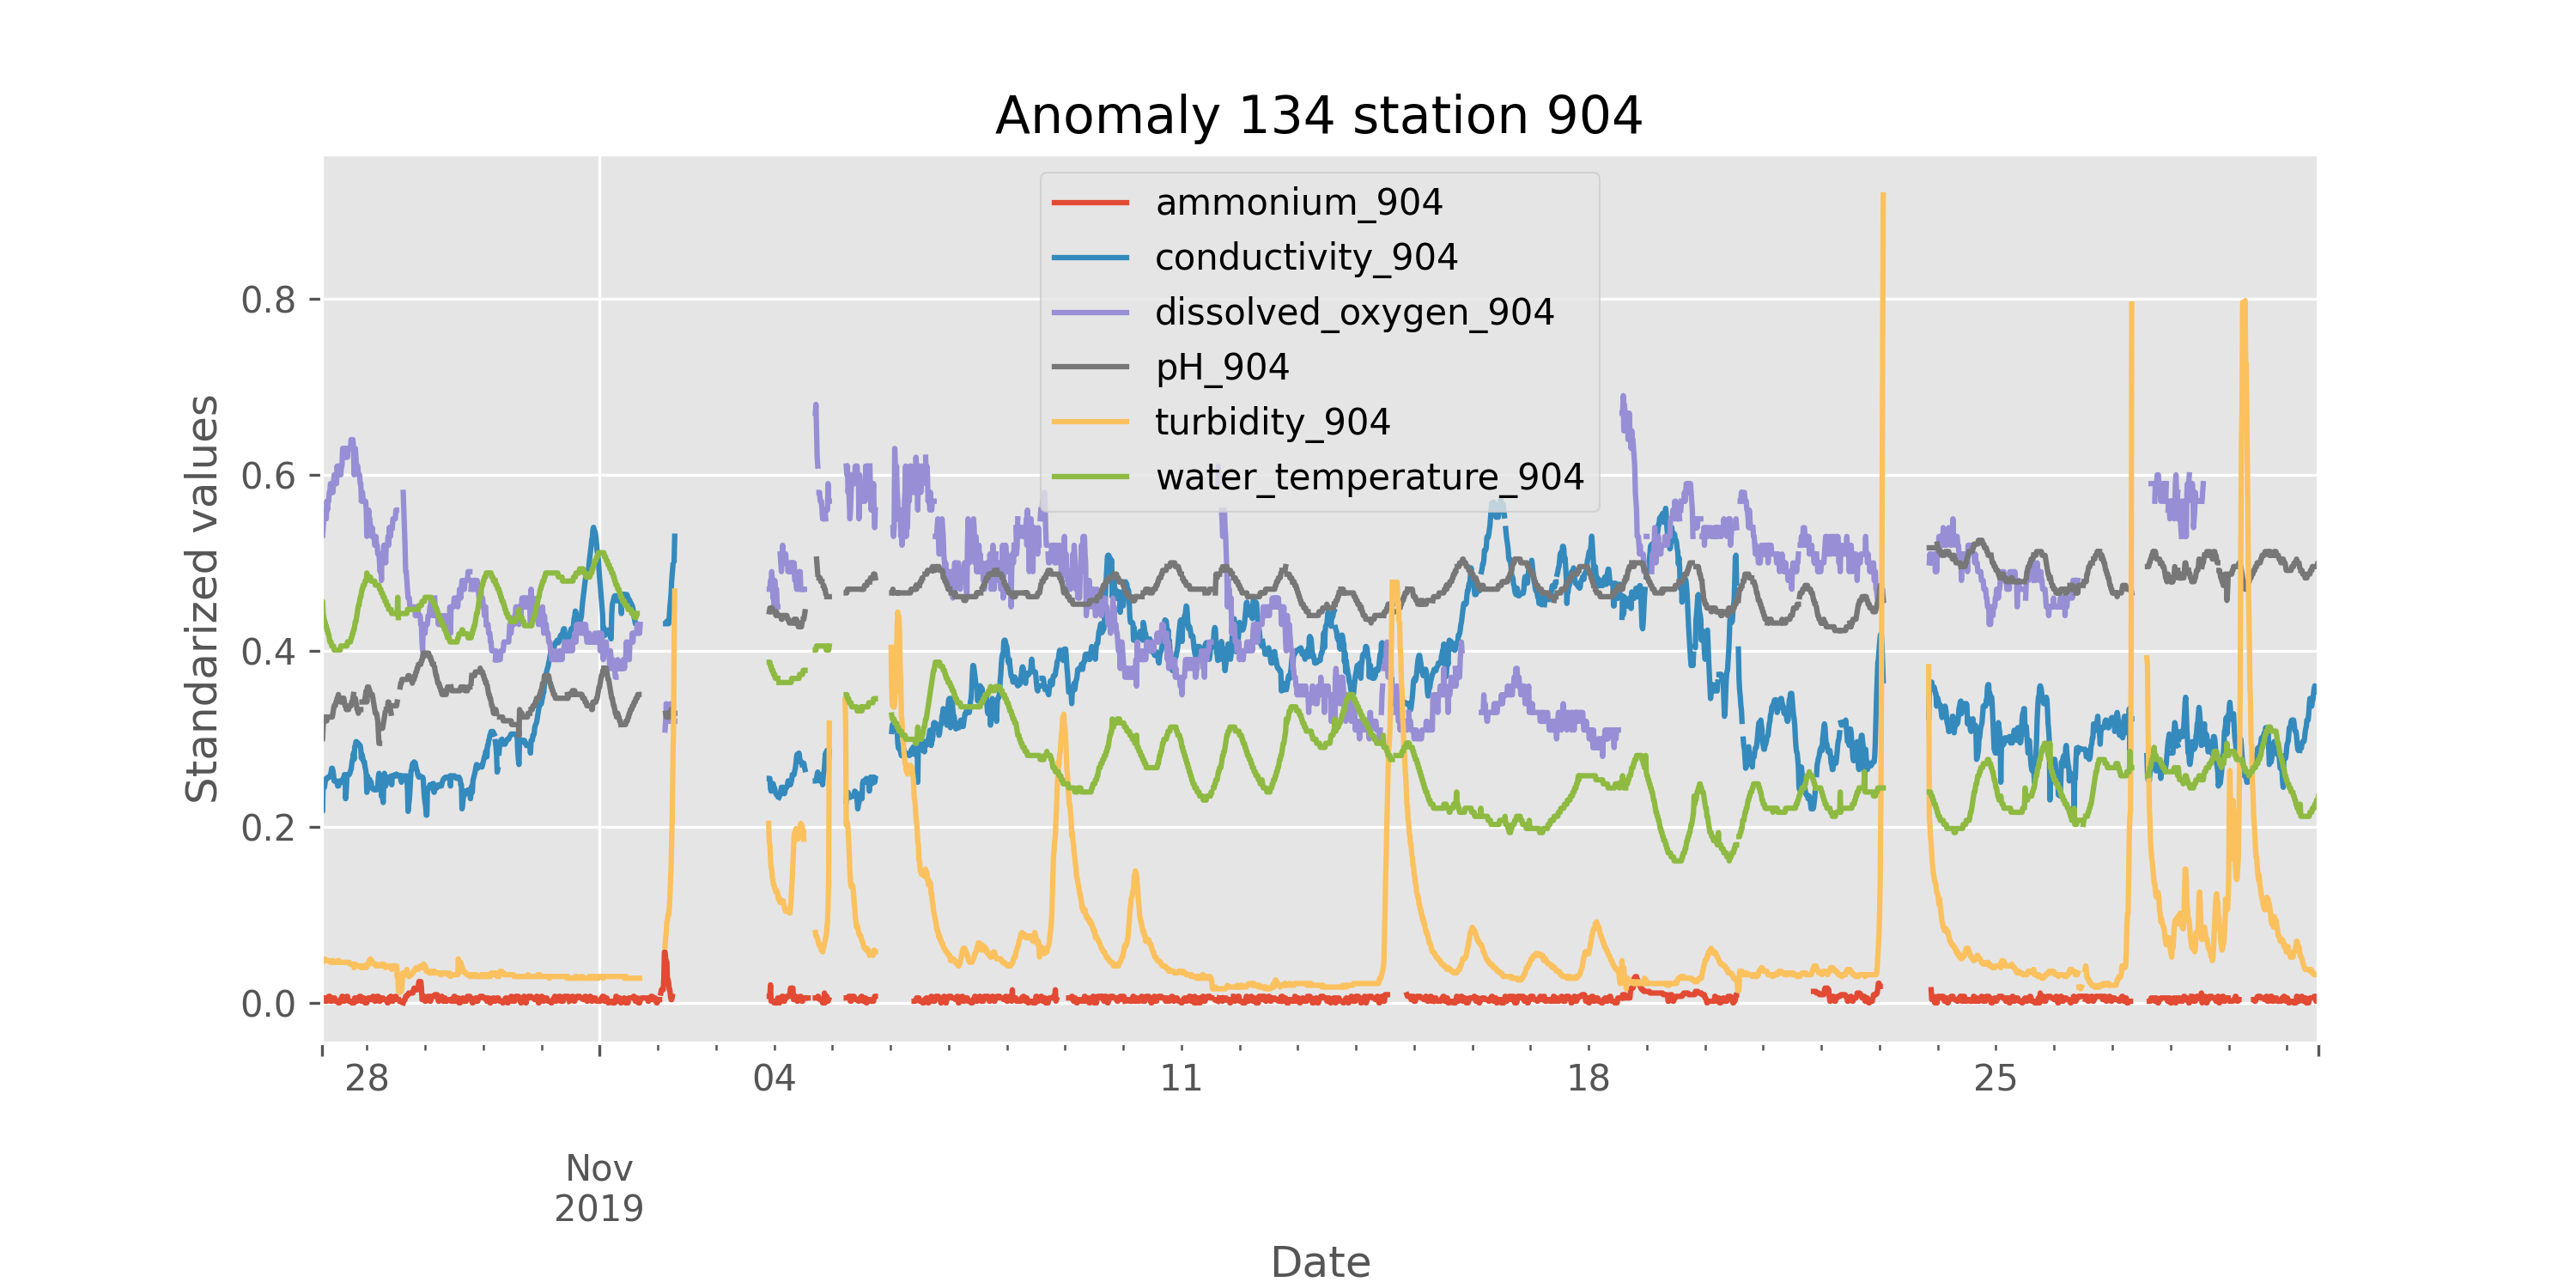 Anomaly 134 station 904
ammonium_904
conductivity_904
dissolved_oxygen_904
pH_904
turbidity_904
water_temperature_904
Standarized values
0.8
0.6
0.4
0.2
0.0
28
04
11
18
25
Nov
2019
Date